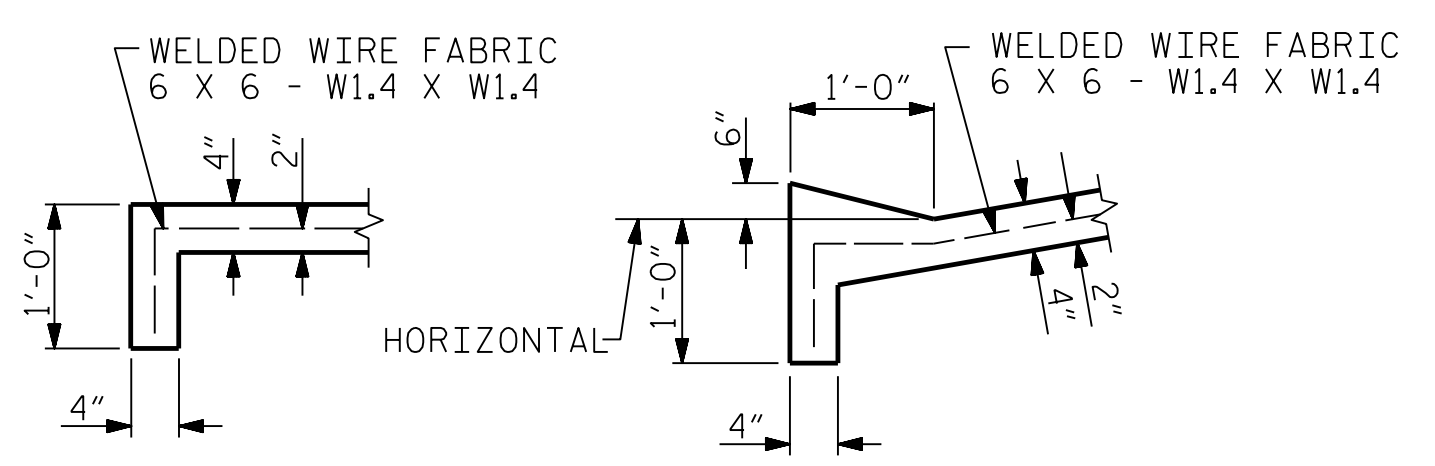 WELDED WIRE FABRIC
6 X 6 - W1.4 X W1.4
4"
2"
1'-0"
4"
WELDED WIRE FABRIC
6 X 6 - W1.4 X W1.4
1'-0"
6"
1'-0"
HORIZONTAL
4"
2"
4"